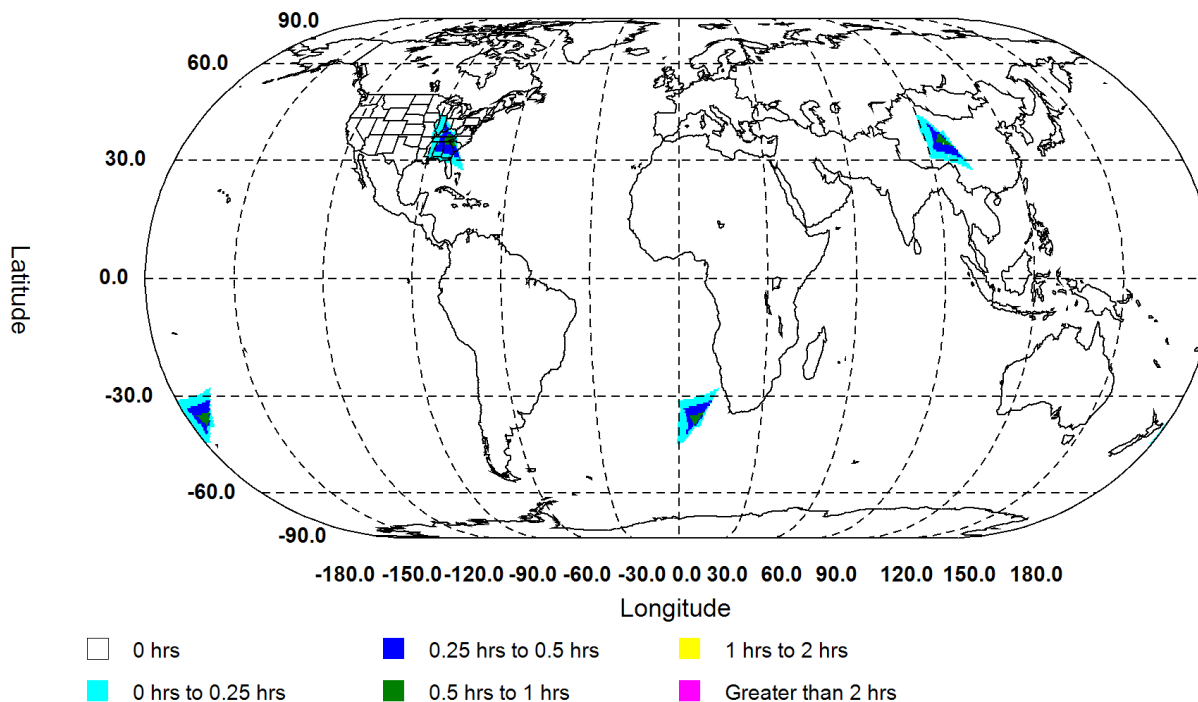 90.0
60.0
30.0
0.0
-30.0
-60.0
-90.0
Latitude
-180.0 -150.0 -120.0 -90.0 -60.0 -30.0 0.0 30.0 60.0 90.0 120.0 150.0 180.0
Longitude
0 hrs 0.25 hrs to 0.5 hrs 1 hrs to 2 hrs
0 hrs to 0.25 hrs 0.5 hrs to 1 hrs Greater than 2 hrs